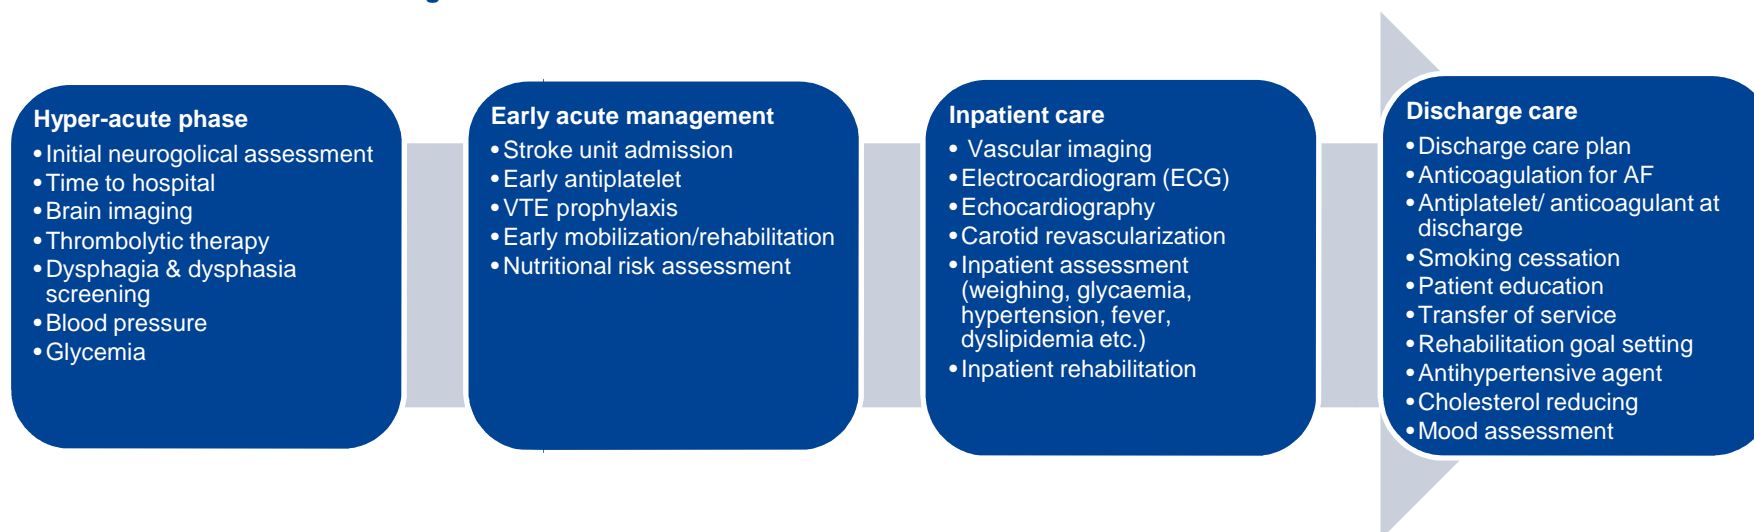 Hyper-acute phase
• Initial neurogolical assessment
• Time to hospital
• Brain imaging
• Thrombolytic therapy
• Dysphagia & dysphasia
screening
• Blood pressure
• Glycemia
Early acute management
• Stroke unit admission
• Early antiplatelet
• VTE prophylaxis
• Early mobilization/rehabilitation
• Nutritional risk assessment
Inpatient care
• Vascular imaging
• Electrocardiogram (ECG)
• Echocardiography
• Carotid revascularization
• Inpatient assessment
(weighing, glycaemia,
hypertension, fever,
dyslipidemia etc.)
• Inpatient rehabilitation
Discharge care
• Discharge care plan
• Anticoagulation for AF
• Antiplatelet/ anticoagulant at
discharge
• Smoking cessation
• Patient education
• Transfer of service
• Rehabilitation goal setting
• Antihypertensive agent
• Cholesterol reducing
• Mood assessment